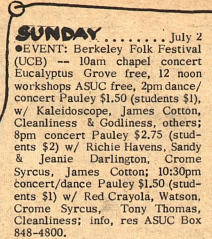 SUNDAY ........ July 2
●EVENT: Berkeley Folk Festival
(UCB) -- 10am chapel concert
Eucalyptus Grove free, 12 noon
workshops ASUC free, 2pm dance/
concert Pauley $1.50 (students $1),
w/ Kaleidoscope, James Cotton,
Cleanliness & Godliness, others;
8pm concert Pauley $2.75 (stud-
ents $2) w/ Richie Havens, Sandy
& Jeanie Darlington, Crome
Syrcus, James Cotton; 10:30pm
concert/dance Pauley $1.50 (stud-
ents $1) w/ Red Crayola, Watson,
Crome Syrcus, Tony Thomas,
Cleanliness; info, res ASUC Box
848-4800.